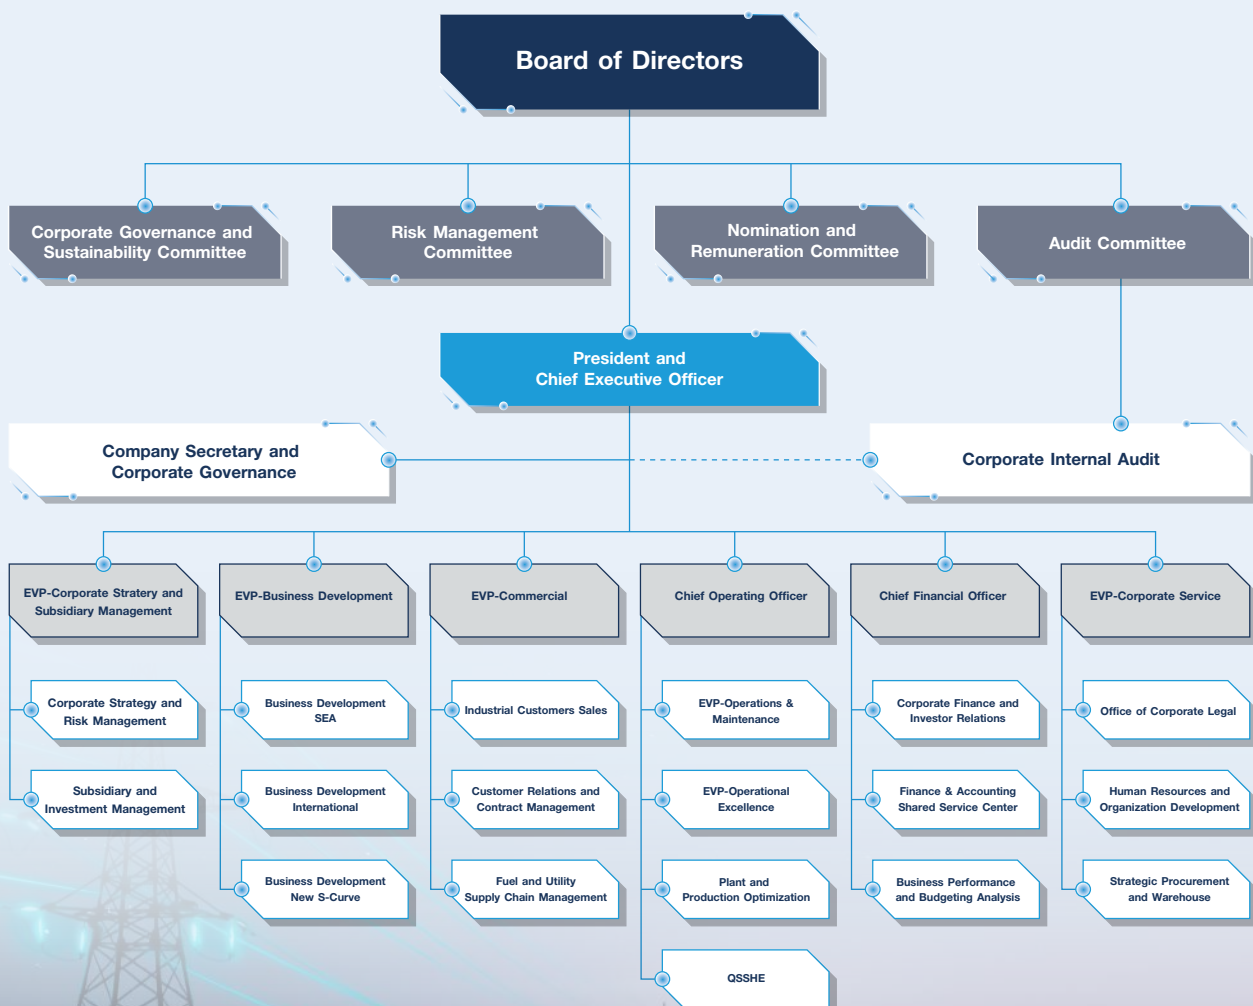 Board of Directors
Corporate Governance and
Sustainability Committee
Risk Management
Committee
Nomination and
Remuneration Committee
Audit Committee
President and
Chief Executive Officer
Company Secretary and
Corporate Governance
Corporate Internal Audit
EVP-Corporate Stratery and
Subsidiary Management
EVP-Business Development
EVP-Commercial
Chief Operating Officer
Chief Financial Officer
EVP-Corporate Service
Corporate Strategy and
Risk Management
Business Development
SEA
Industrial Customers Sales
EVP-Operations &
Maintenance
Corporate Finance and
Investor Relations
Office of Corporate Legal
Subsidiary and
Investment Management
Business Development
International
Customer Relations and
Contract Management
EVP-Operational
Excellence
Finance & Accounting
Shared Service Center
Human Resources and
Organization Development
Business Development
New S-Curve
Fuel and Utility
Supply Chain Management
Plant and
Production Optimization
Business Performance
and Budgeting Analysis
Strategic Procurement
and Warehouse
QSSHE